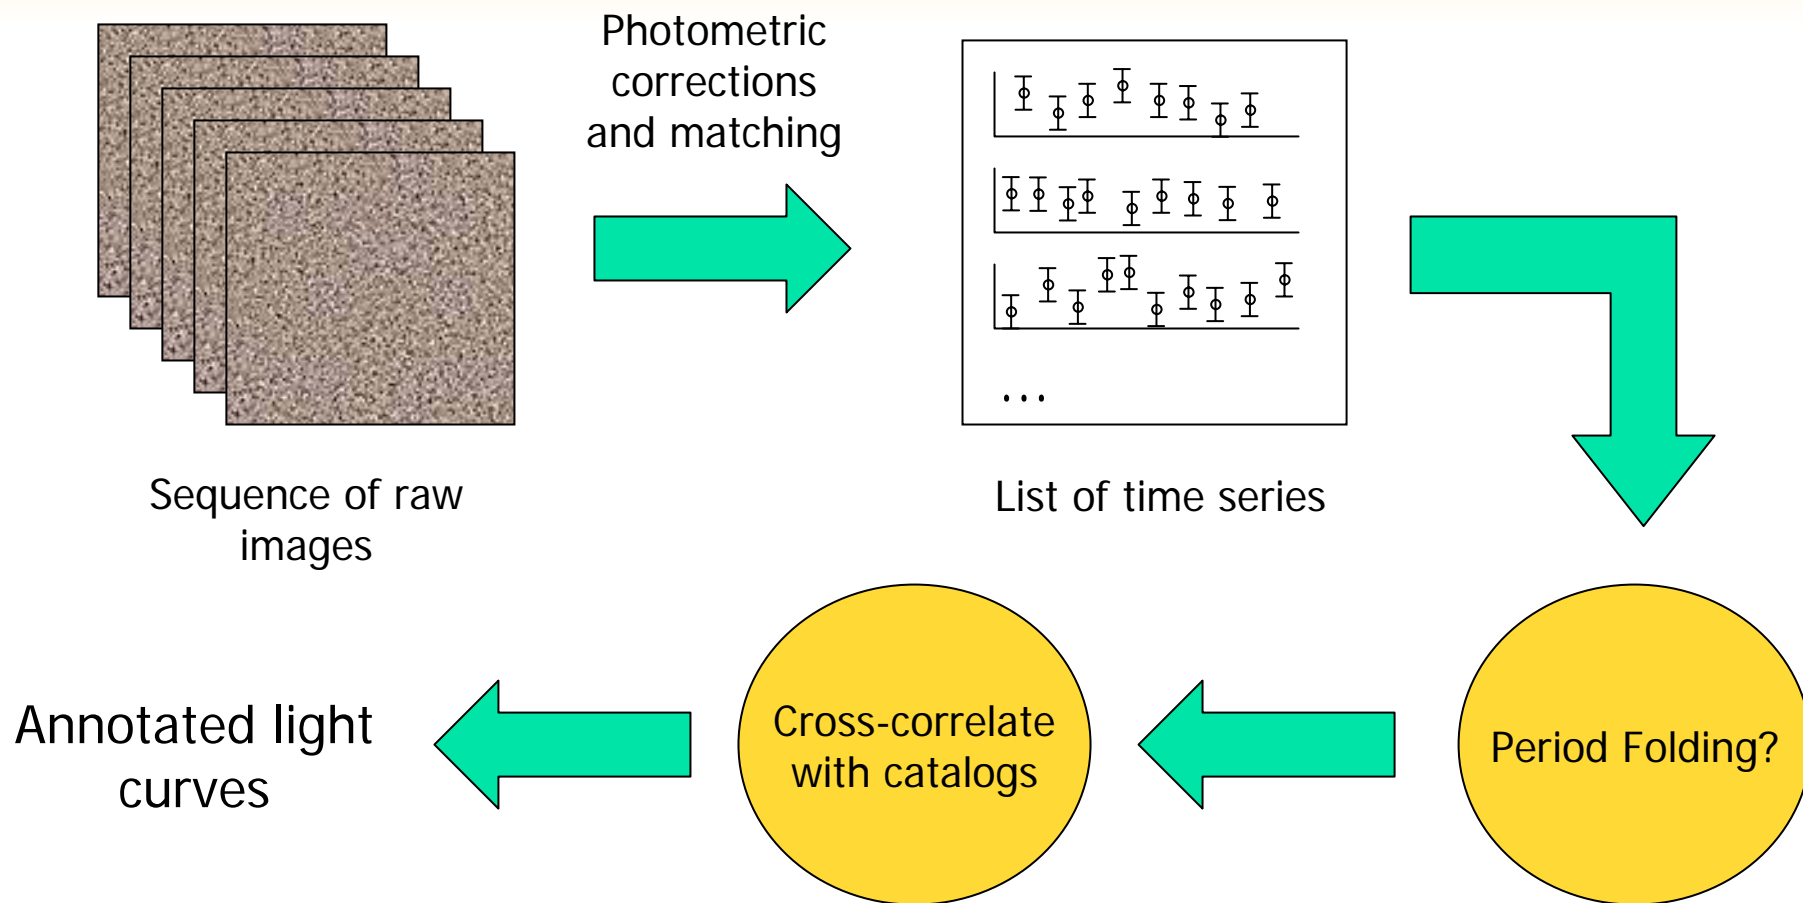 Photometric
corrections
and matching
Sequence of raw
images
...
List of time series
Period Folding?
Cross-correlate
with catalogs
Annotated light
curves